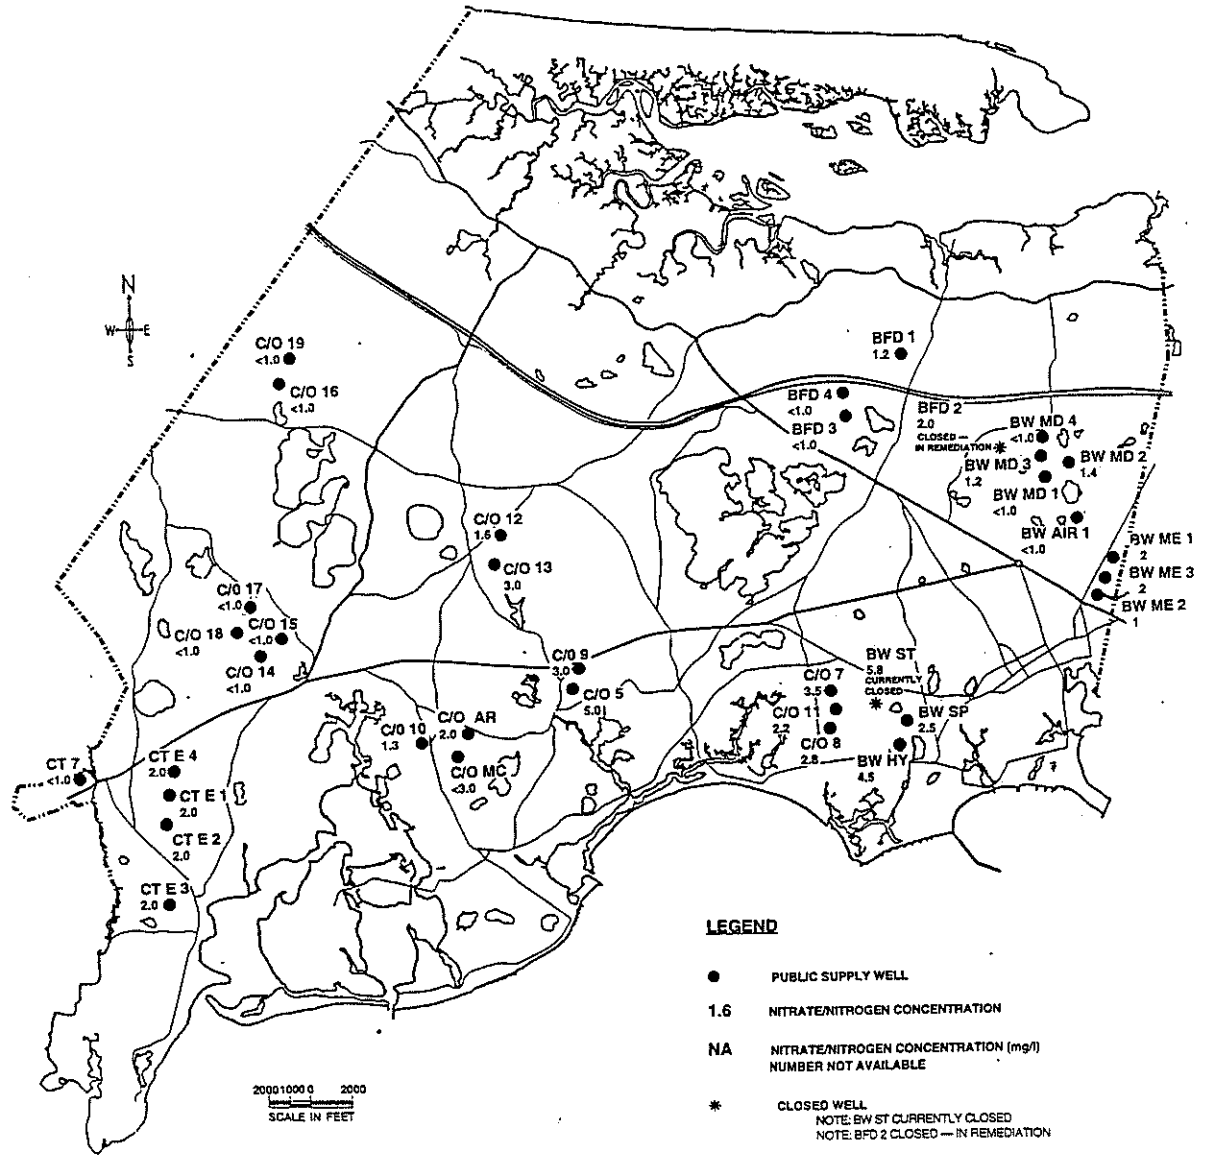 N
W E
S
C/O 19
<1.0
C/O 16
<1.0
BFD 1
1.2
BFD 4
<1.0
BFD 3
<1.0
BFD 2
2.0
CLOSED —
IN REMEDIATION
BW MD 4
<1.0
BW MD 3
1.2
BW MD 2
1.4
BW MD 1
<1.0
BW AIR 1
<1.0
BW ME 1
2
BW ME 3
2
BW ME 2
1
C/O 12
1.6
C/O 13
3.0
C/O 17
<1.0
C/O 18
<1.0
C/O 15
<1.0
C/O 14
<1.0
C/O 9
3.0
C/O 5
5.0
C/O 7
3.5
C/O 11
2.2
C/O 8
2.8
BW ST
5.8
CURRENTLY
CLOSED
BW SP
2.5
BW HY
4.5
C/O 10
1.3
C/O AR
2.0
C/O MC
<3.0
CT 7
<1.0
CT E 4
2.0
CT E 1
2.0
CT E 2
2.0
CT E 3
2.0
2000 1000 0 2000
SCALE IN FEET
LEGEND
PUBLIC SUPPLY WELL
1.6 NITRATE/NITROGEN CONCENTRATION
NA NITRATE/NITROGEN CONCENTRATION (mg/l)
NUMBER NOT AVAILABLE
* CLOSED WELL
NOTE: BW ST CURRENTLY CLOSED
NOTE: BFD 2 CLOSED — IN REMEDIATION